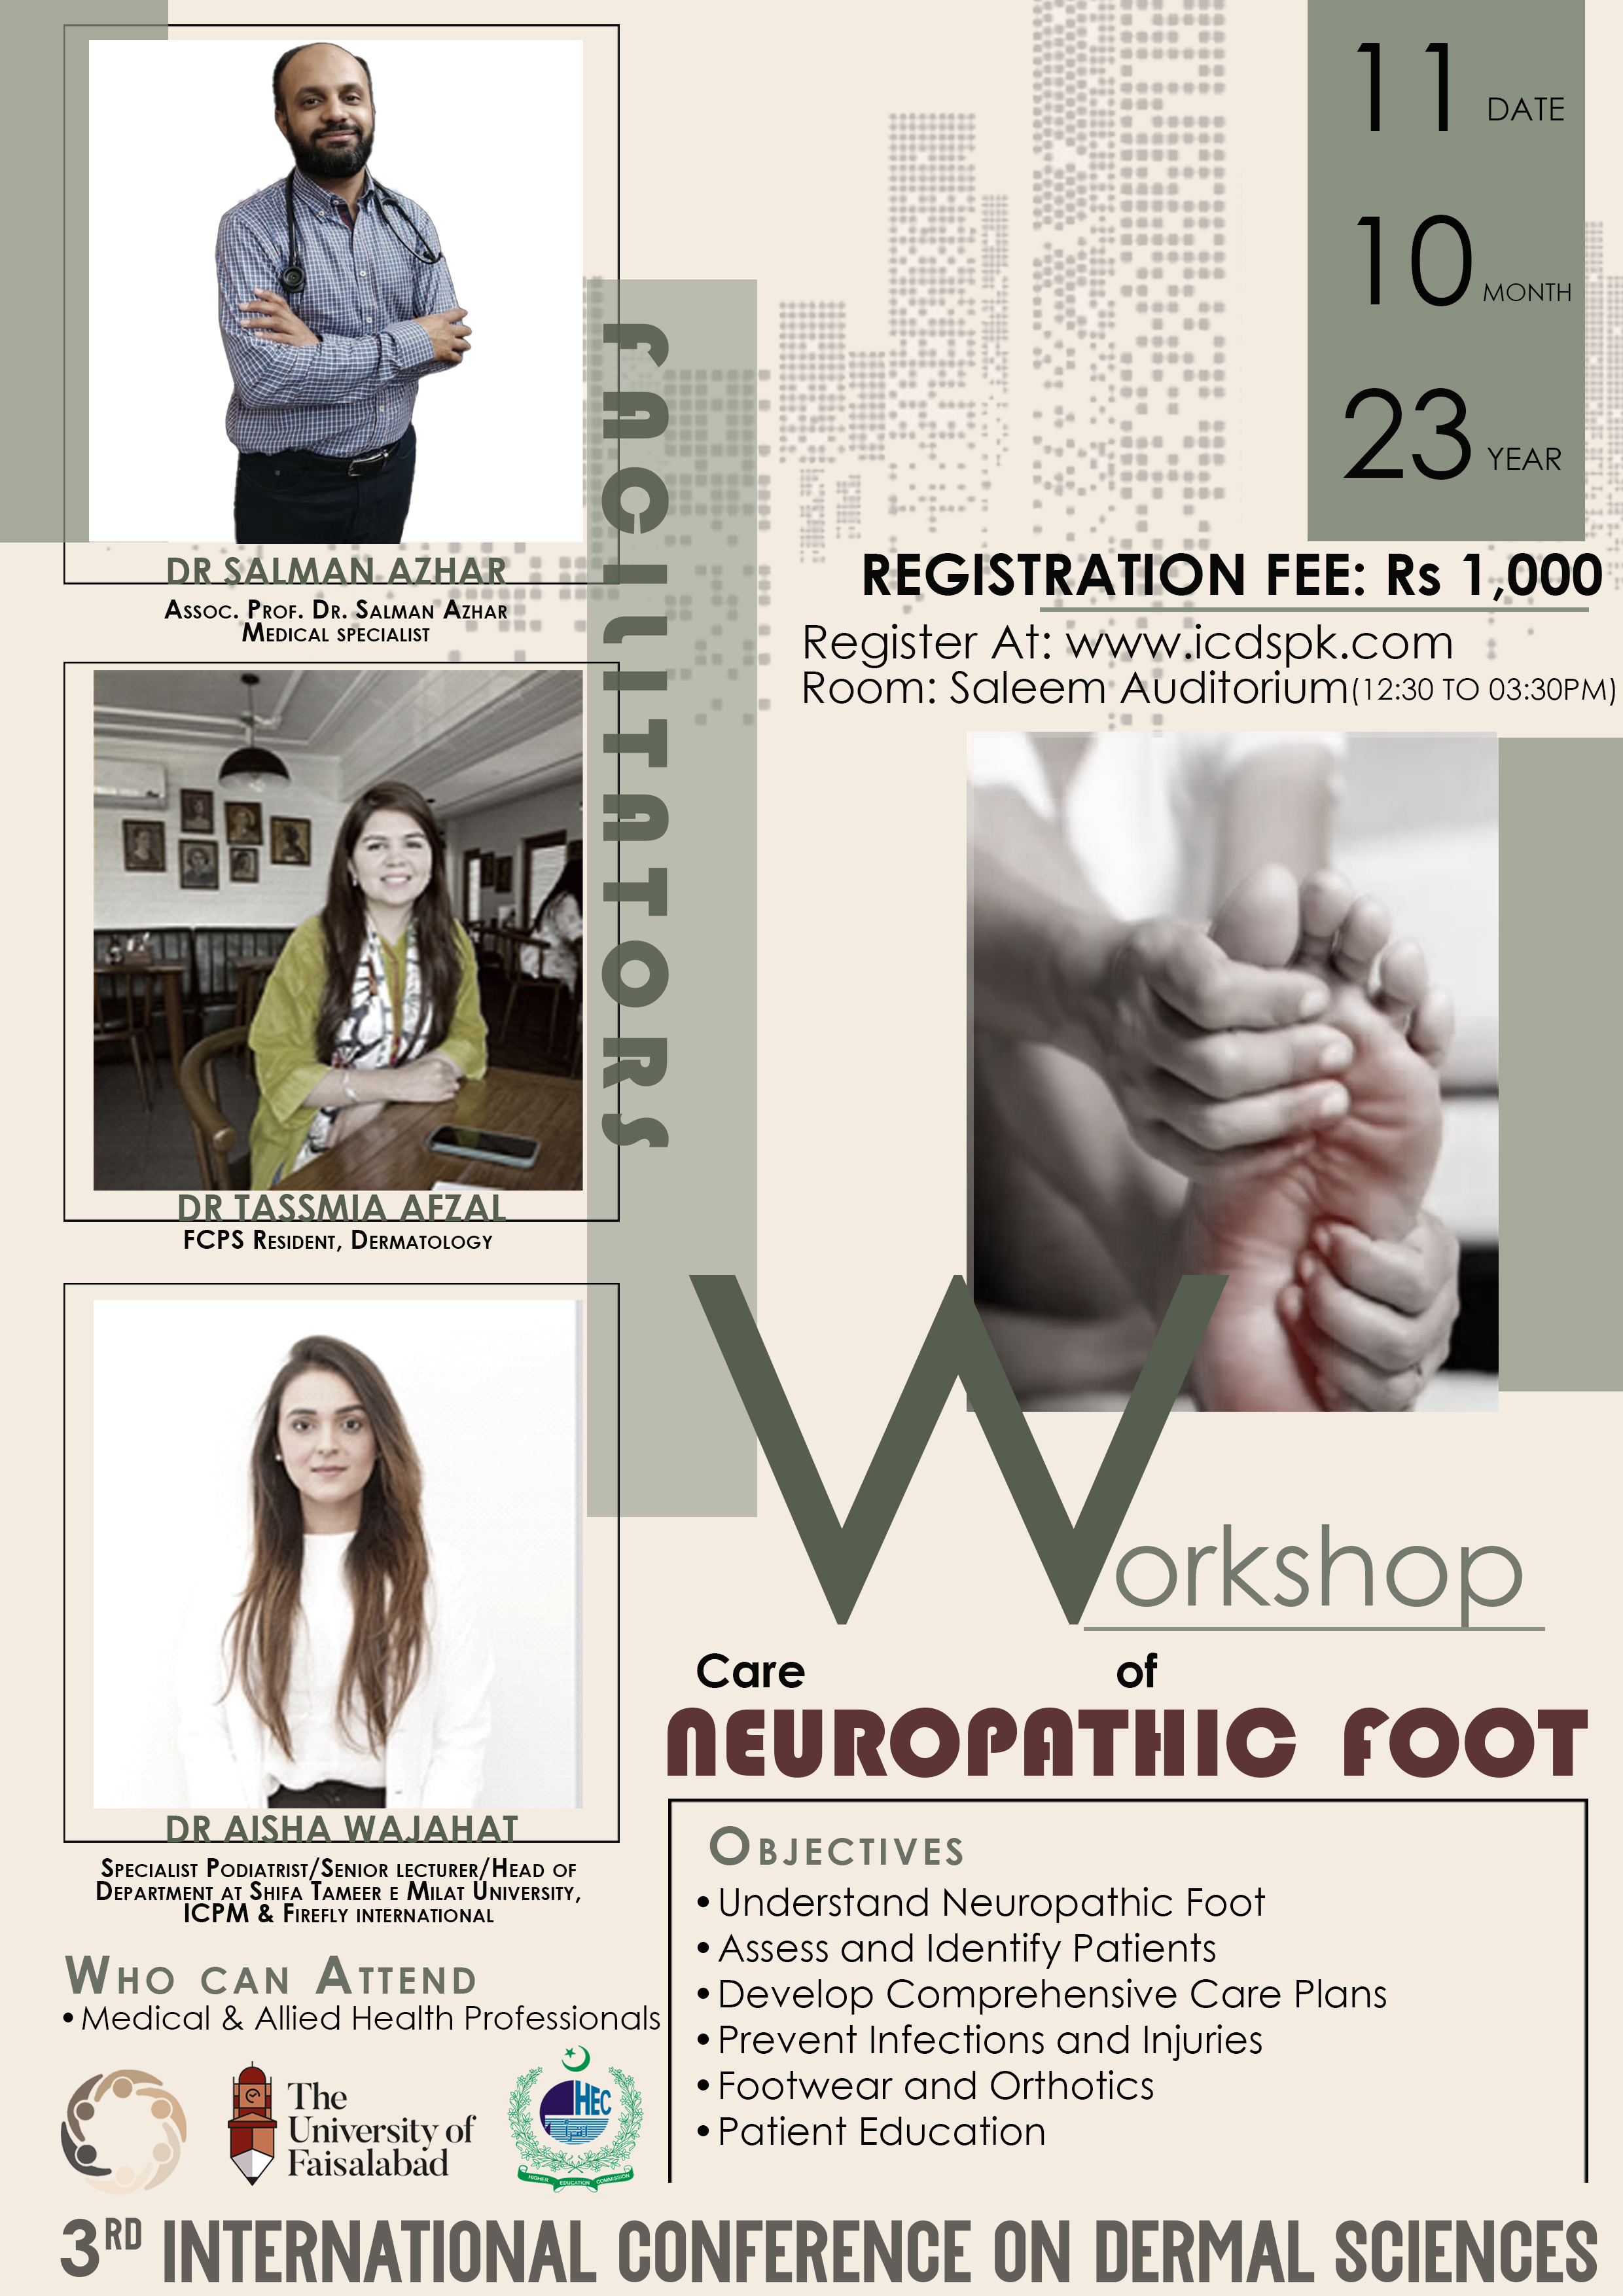 11 DATE
10 MONTH
23 YEAR
REGISTRATION FEE: Rs 1,000
Register At: www.icdspk.com
Room: Saleem Auditorium(12:30 TO 03:30PM)
FACILITATORS
DR SALMAN AZHAR
Assoc. Prof. Dr. Salman Azhar
Medical specialist
DR TASSMIA AFZAL
FCPS Resident, Dermatology
DR AISHA WAJAHAT
Specialist Podiatrist/Senior lecturer/Head of
Department at Shifa Tameer e Milat University,
ICPM & Firefly international
Who can Attend
•Medical & Allied Health Professionals
Workshop
Care of
NEUROPATHIC FOOT
Objectives
•Understand Neuropathic Foot
•Assess and Identify Patients
•Develop Comprehensive Care Plans
•Prevent Infections and Injuries
•Footwear and Orthotics
•Patient Education
The
University of
Faisalabad
HEC
اقرأ
HIGHER EDUCATION COMMISSION
3RD INTERNATIONAL CONFERENCE ON DERMAL SCIENCES